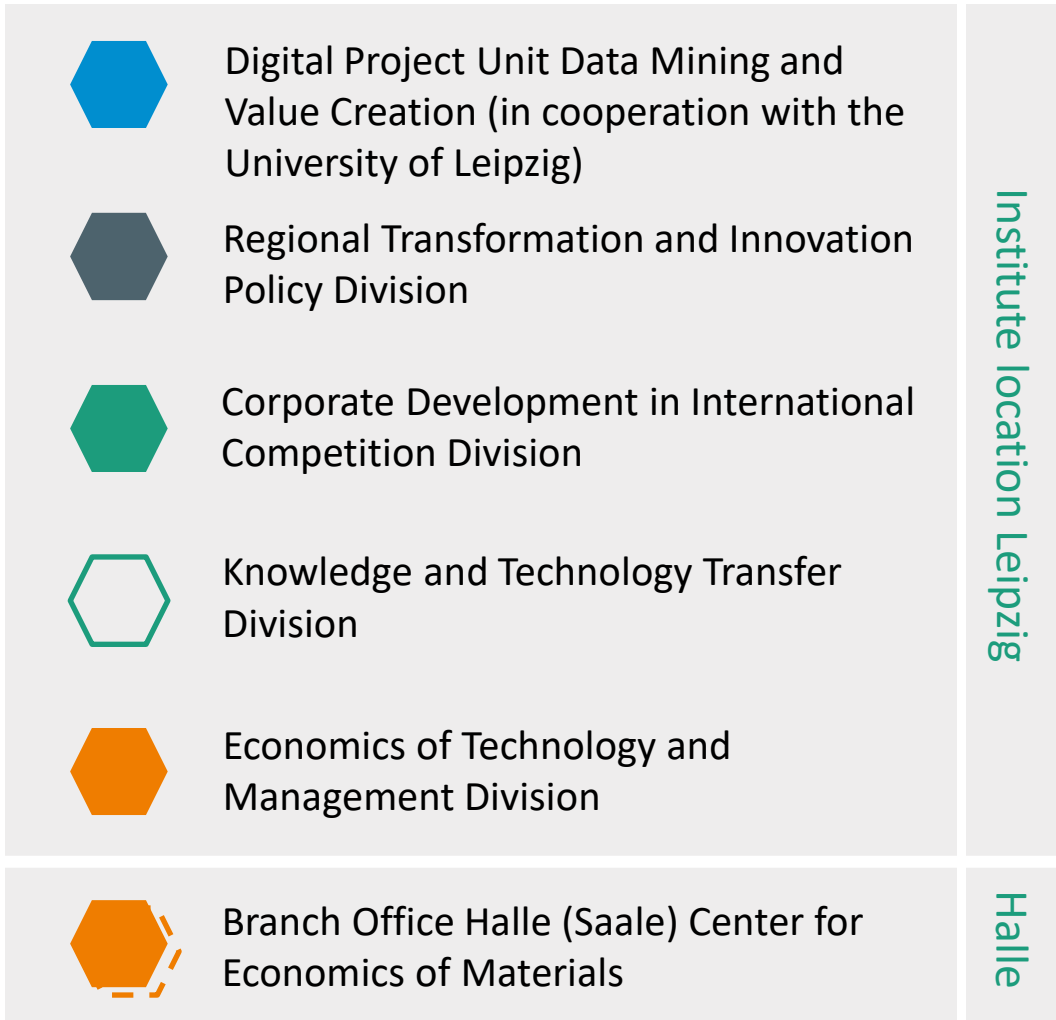 Digital Project Unit Data Mining and
Value Creation (in cooperation with the
University of Leipzig)
Regional Transformation and Innovation
Policy Division
Corporate Development in International
Competition Division
Knowledge and Technology Transfer
Division
Economics of Technology and
Management Division
Institute location Leipzig
Branch Office Halle (Saale) Center for
Economics of Materials
Halle